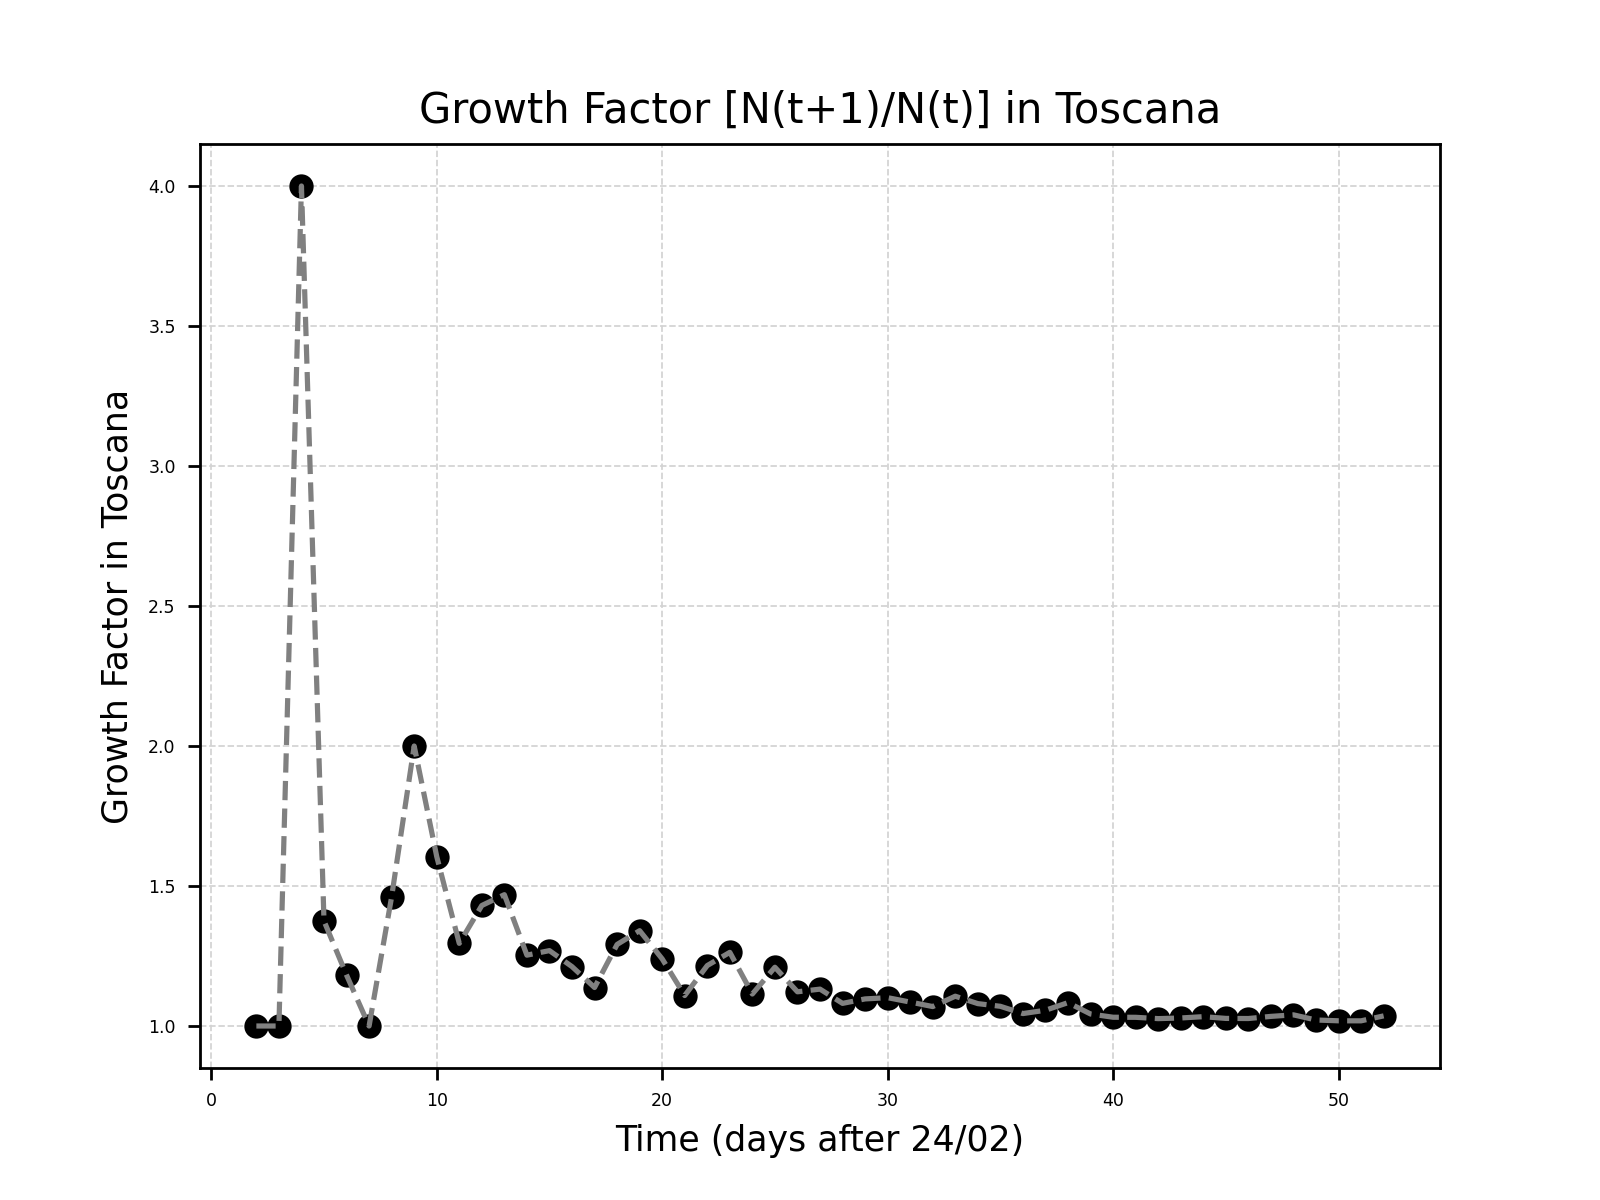 Growth Factor [N(t+1)/N(t)] in Toscana
Growth Factor in Toscana
4.0
3.5
3.0
2.5
2.0
1.5
1.0
0 10 20 30 40 50
Time (days after 24/02)